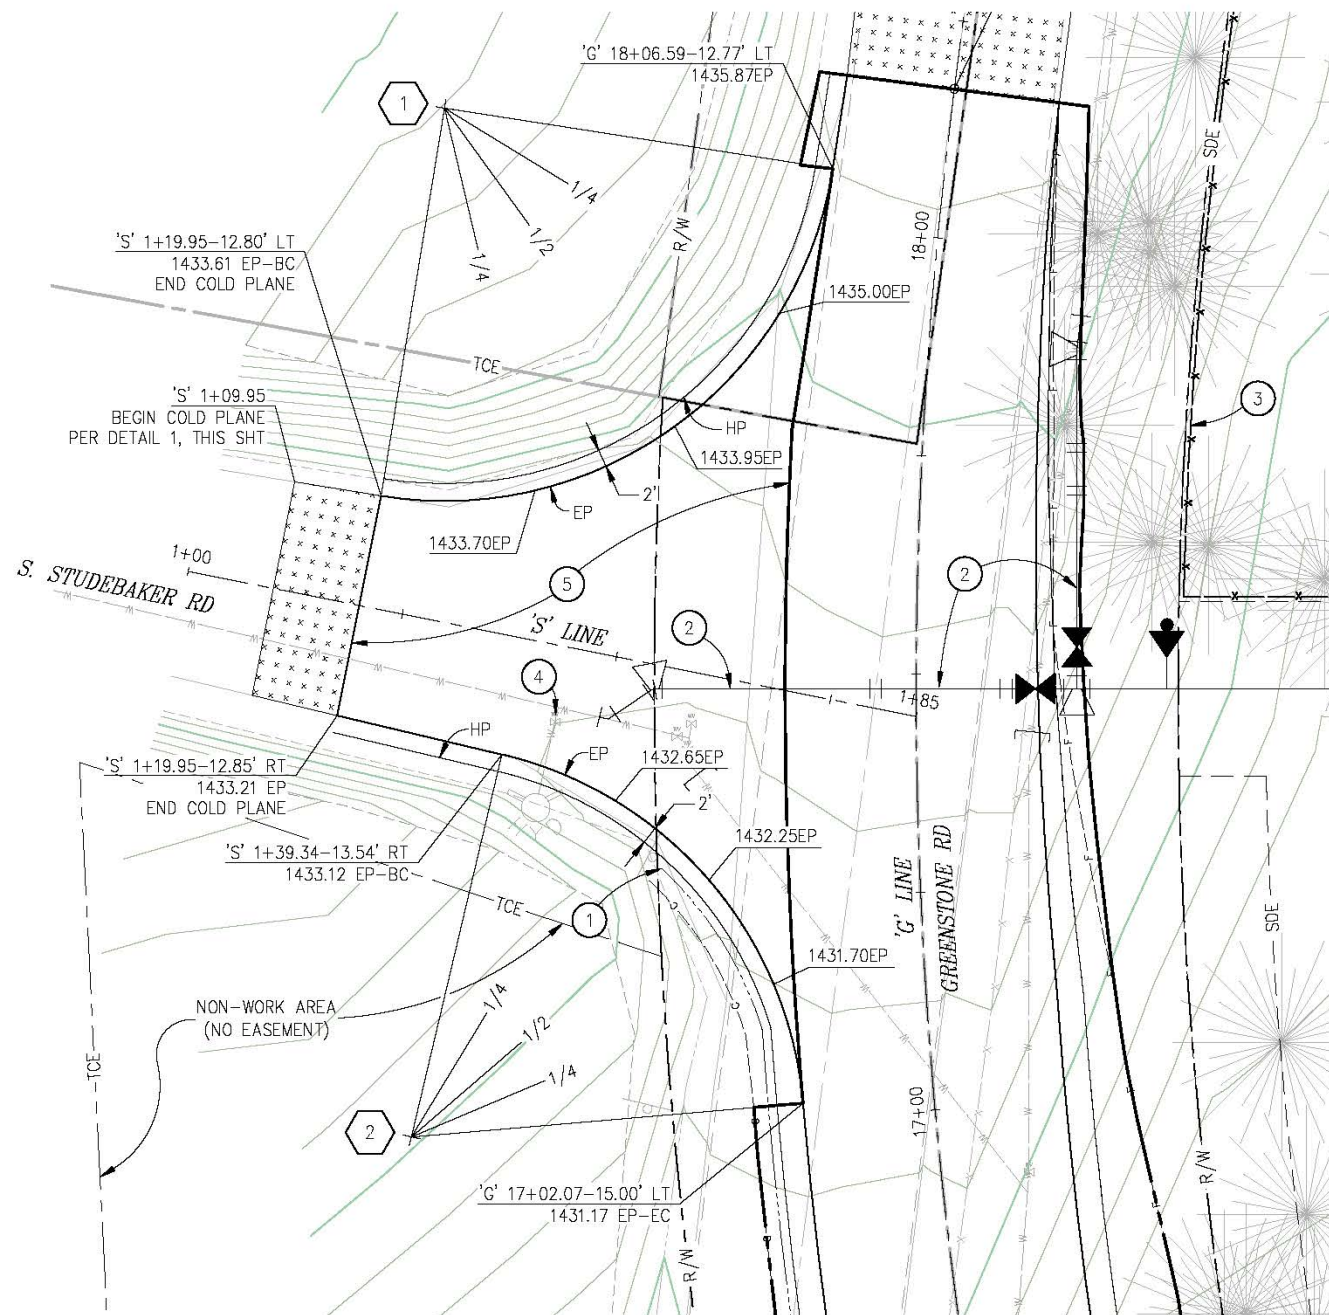 'G' 18+06.59-12.77' LT
1435.87EP
1
SDE
1/4
1/2
1/4
R/W
18+00
'S' 1+19.95-12.80' LT
1433.61 EP-BC
END COLD PLANE
1435.00EP
TCE
'S' 1+09.95
BEGIN COLD PLANE
PER DETAIL 1, THIS SHT
3
HP
1433.95EP
2'
EP
1433.70EP
1+00
S. STUDEBAKER RD
5
2
'S' LINE
2
4
1+85
HP
EP
1432.65EP
'S' 1+19.95-12.85' RT
1433.21 EP
END COLD PLANE
2'
1432.25EP
'S' 1+39.34-13.54' RT
1433.12 EP-BC
TCE
1
'G' LINE
GREENSTONE RD
SDE
1431.70EP
NON-WORK AREA
(NO EASEMENT)
1/4
1/2
1/4
TCE
2
17+00
R/W
'G' 17+02.07-15.00' LT
1431.17 EP-EC
R/W